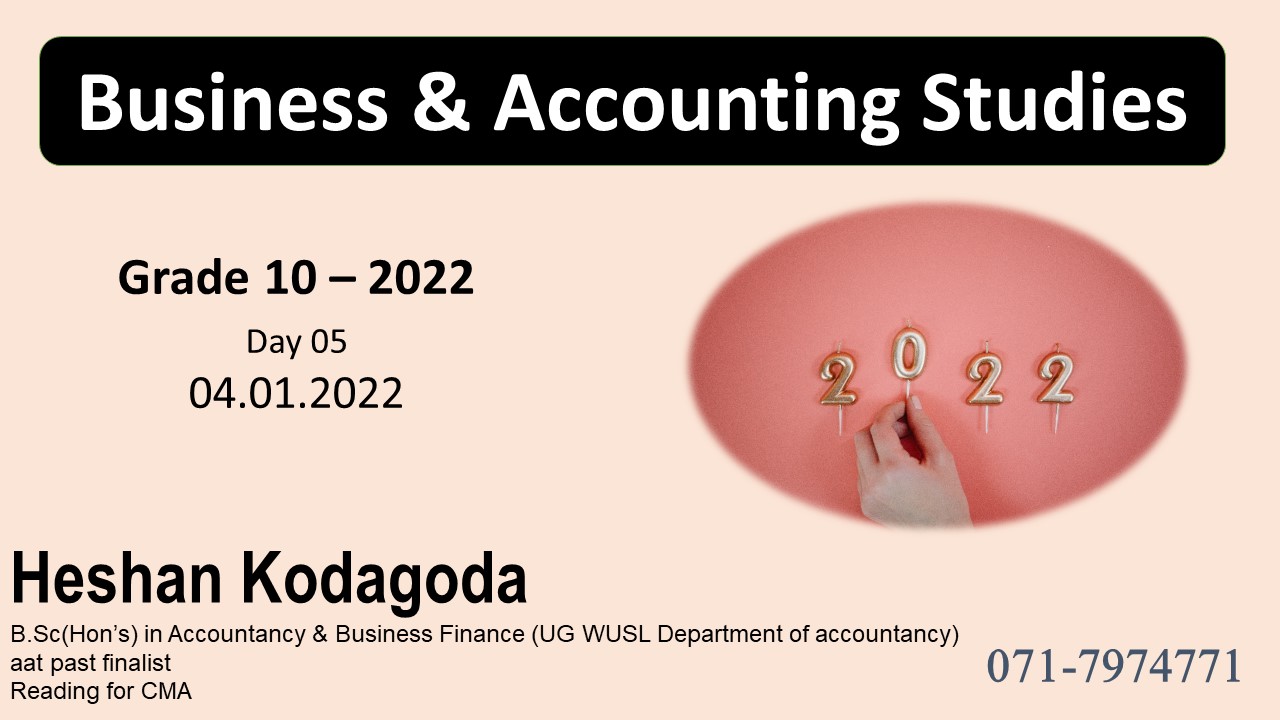 Business & Accounting Studies
Grade 10 – 2022
Day 05
04.01.2022
2022
Heshan Kodagoda
B.Sc(Hon’s) in Accountancy & Business Finance (UG WUSL Department of accountancy)
aat past finalist
Reading for CMA
071-7974771